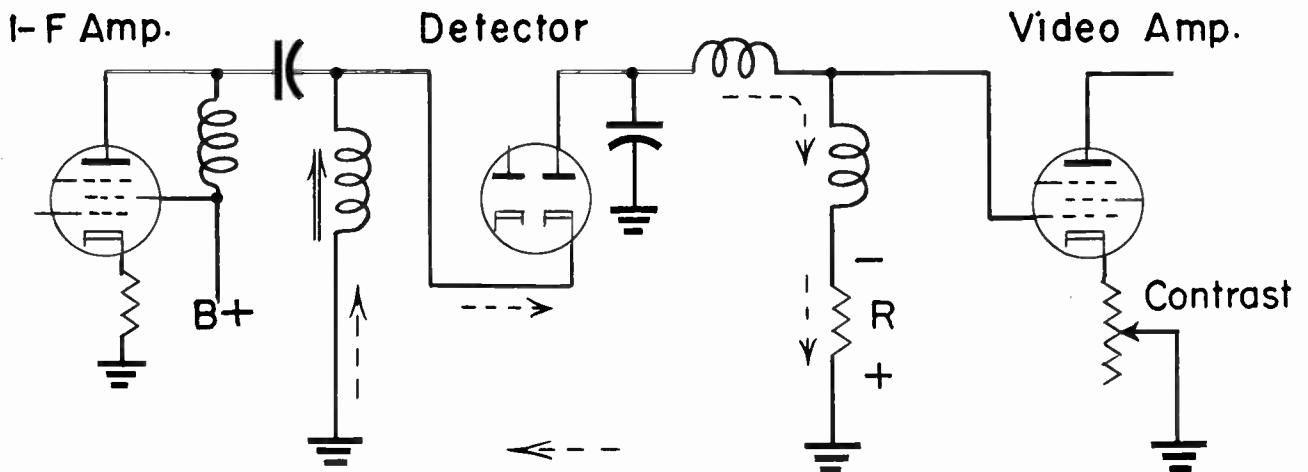 I-F Amp.
Detector
Video Amp.
B+
−
R
+
Contrast